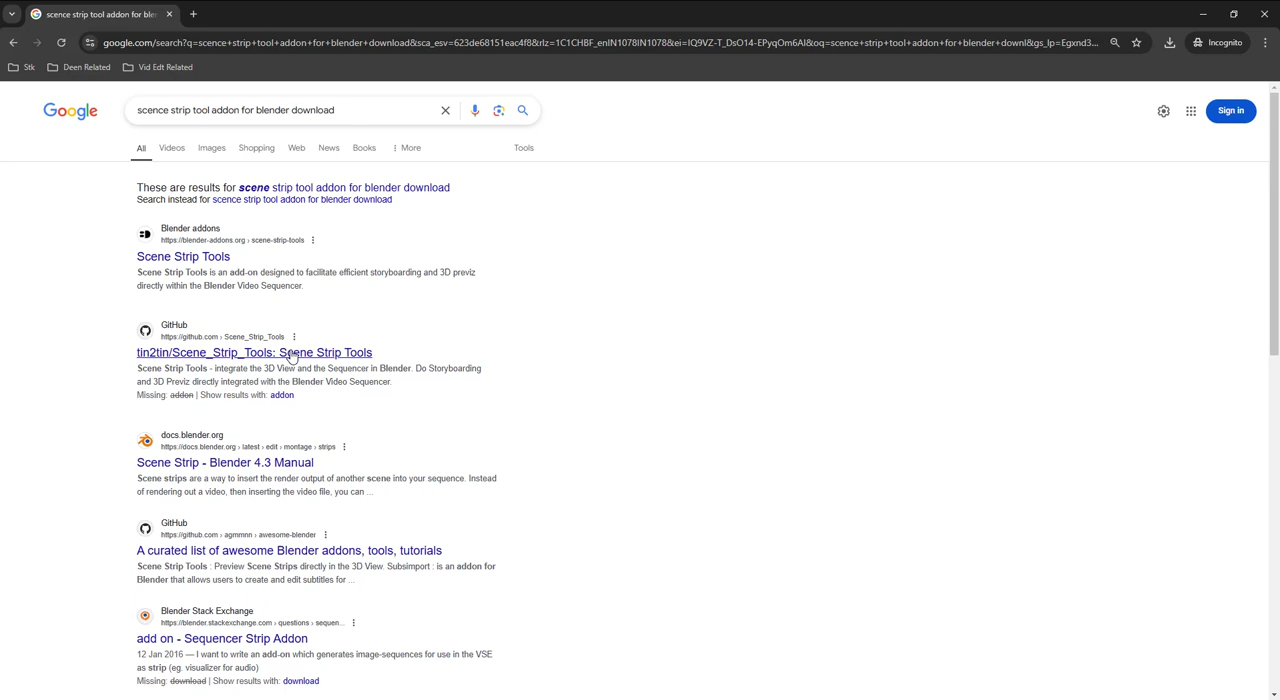 scence strip tool addon for ble
google.com/search?q=scence+strip+tool+addon+for+blender+download&sca_esv=623de68151eac4f8&rlz=1C1CHBF_enIN1078IN1078&ei=IQ9VZ-T_DsO14-EPyqOm6AI&oq=scence+strip+tool+addon+for+blender+downl&gs_lp=Egxnd3...
Incognito
Stk
Deen Related
Vid Edt Related
Google
scence strip tool addon for blender download
Sign in
All
Videos
Images
Shopping
Web
News
Books
More
Tools
These are results for scene strip tool addon for blender download
Search instead for scence strip tool addon for blender download
Blender addons
https://blender-addons.org › scene-strip-tools
Scene Strip Tools
Scene Strip Tools is an add-on designed to facilitate efficient storyboarding and 3D previz
directly within the Blender Video Sequencer.
GitHub
https://github.com › Scene_Strip_Tools
tin2tin/Scene_Strip_Tools: Scene Strip Tools
Scene Strip Tools - integrate the 3D View and the Sequencer in Blender. Do Storyboarding
and 3D Previz directly integrated with the Blender Video Sequencer.
Missing: addon | Show results with: addon
docs.blender.org
https://docs.blender.org › latest › edit › montage › strips
Scene Strip - Blender 4.3 Manual
Scene strips are a way to insert the render output of another scene into your sequence. Instead
of rendering out a video, then inserting the video file, you can ...
GitHub
https://github.com › agmmnn › awesome-blender
A curated list of awesome Blender addons, tools, tutorials
Scene Strip Tools : Preview Scene Strips directly in the 3D View. Subsimport : is an addon for
Blender that allows users to create and edit subtitles for ...
Blender Stack Exchange
https://blender.stackexchange.com › questions › sequen...
add on - Sequencer Strip Addon
12 Jan 2016 — I want to write an add-on which generates image-sequences for use in the VSE
as strip (eg. visualizer for audio)
Missing: download | Show results with: download